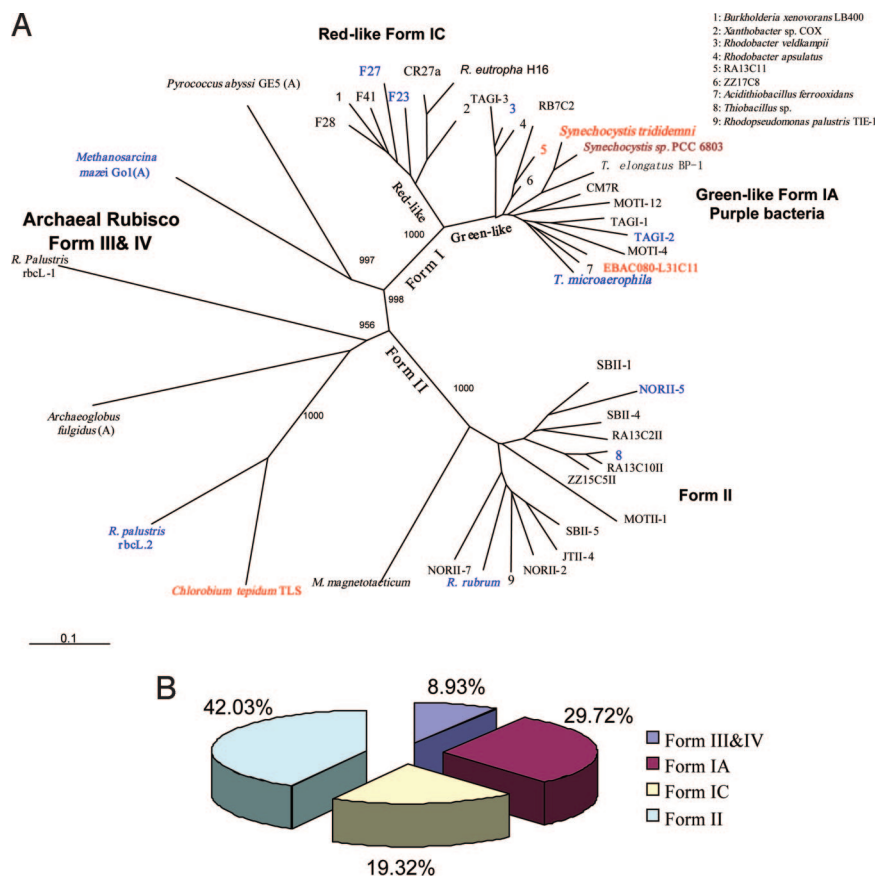 A
Red-like Form IC
1: Burkholderia xenovorans LB400
2: Xanthobacter sp. COX
3: Rhodobacter veldkampii
4: Rhodobacter apsulatus
5: RA13C11
6: ZZ17C8
7: Acidithiobacillus ferrooxidans
8: Thiobacillus sp.
9: Rhodopseudomonas palustris TIE-1
Pyrococcus abyssi GE5 (A)
F28
1
F41
F27
F23
CR27a
R. eutropha H16
2
TAGI-3
3
4
RB7C2
5
6
Synechocystis trididemni
Synechocystis sp. PCC 6803
T. elongatus BP-1
CM7R
MOTI-12
TAGI-1
TAGI-2
MOTI-4
EBAC080-L31C11
7
T. microaerophila
Green-like Form IA
Purple bacteria
Methanosarcina
mazei Go1(A)
Archaeal Rubisco
Form III& IV
R. Palustris
rbcL-1
Red-like
1000
Green-like
Form I
997
998
956
Form II
1000
1000
Archaeoglobus
fulgidus (A)
R. palustris
rbcL.2
Chlorobium tepidum TLS
M. magnetotacticum
NORII-7
R. rubrum
9
NORII-2
JTII-4
SBII-5
MOTII-1
ZZ15C5II
RA13C10II
8
RA13C2II
SBII-4
NORII-5
SBII-1
Form II
0.1
B
42.03%
8.93%
29.72%
19.32%
Form III&IV
Form IA
Form IC
Form II